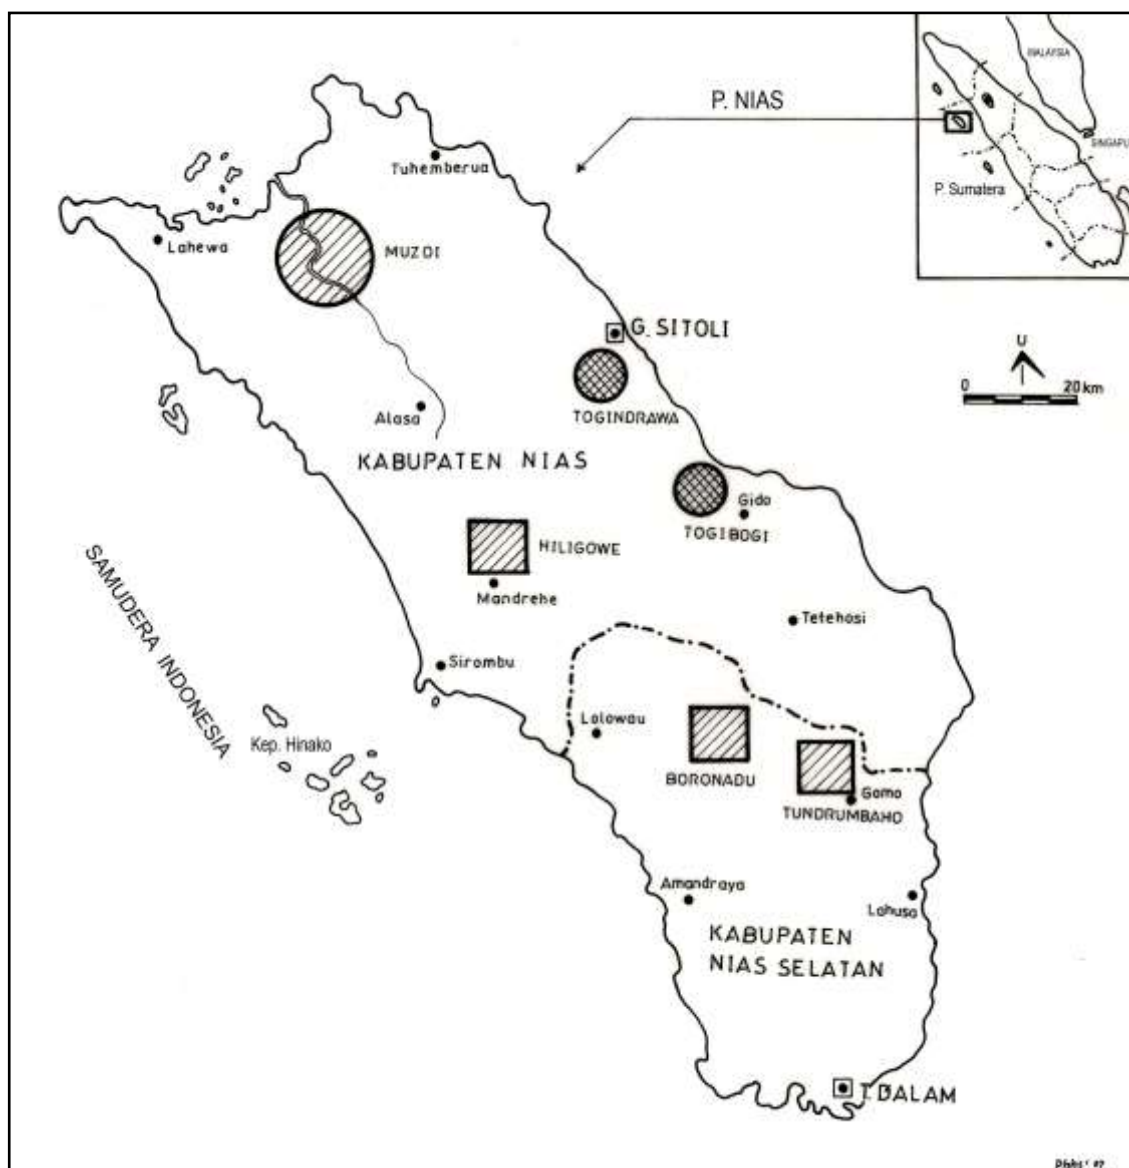 P. NIAS
MALAYSIA
P. Sumatera
Tuhemberua
Lahewa
MUZOI
G. SITOLI
U
0 20 km
TOGINDRAWA
Alasa
KABUPATEN NIAS
Gido
TOGIBOGI
HILIGOWE
Mandrehe
SAMUDERA INDONESIA
Tetehosi
Sirombu
Lolowau
Kep. Hinako
BORONADU
Gomo
TUNDRUMBAHO
Amandraya
Lahusa
KABUPATEN
NIAS SELATAN
T. DALAM